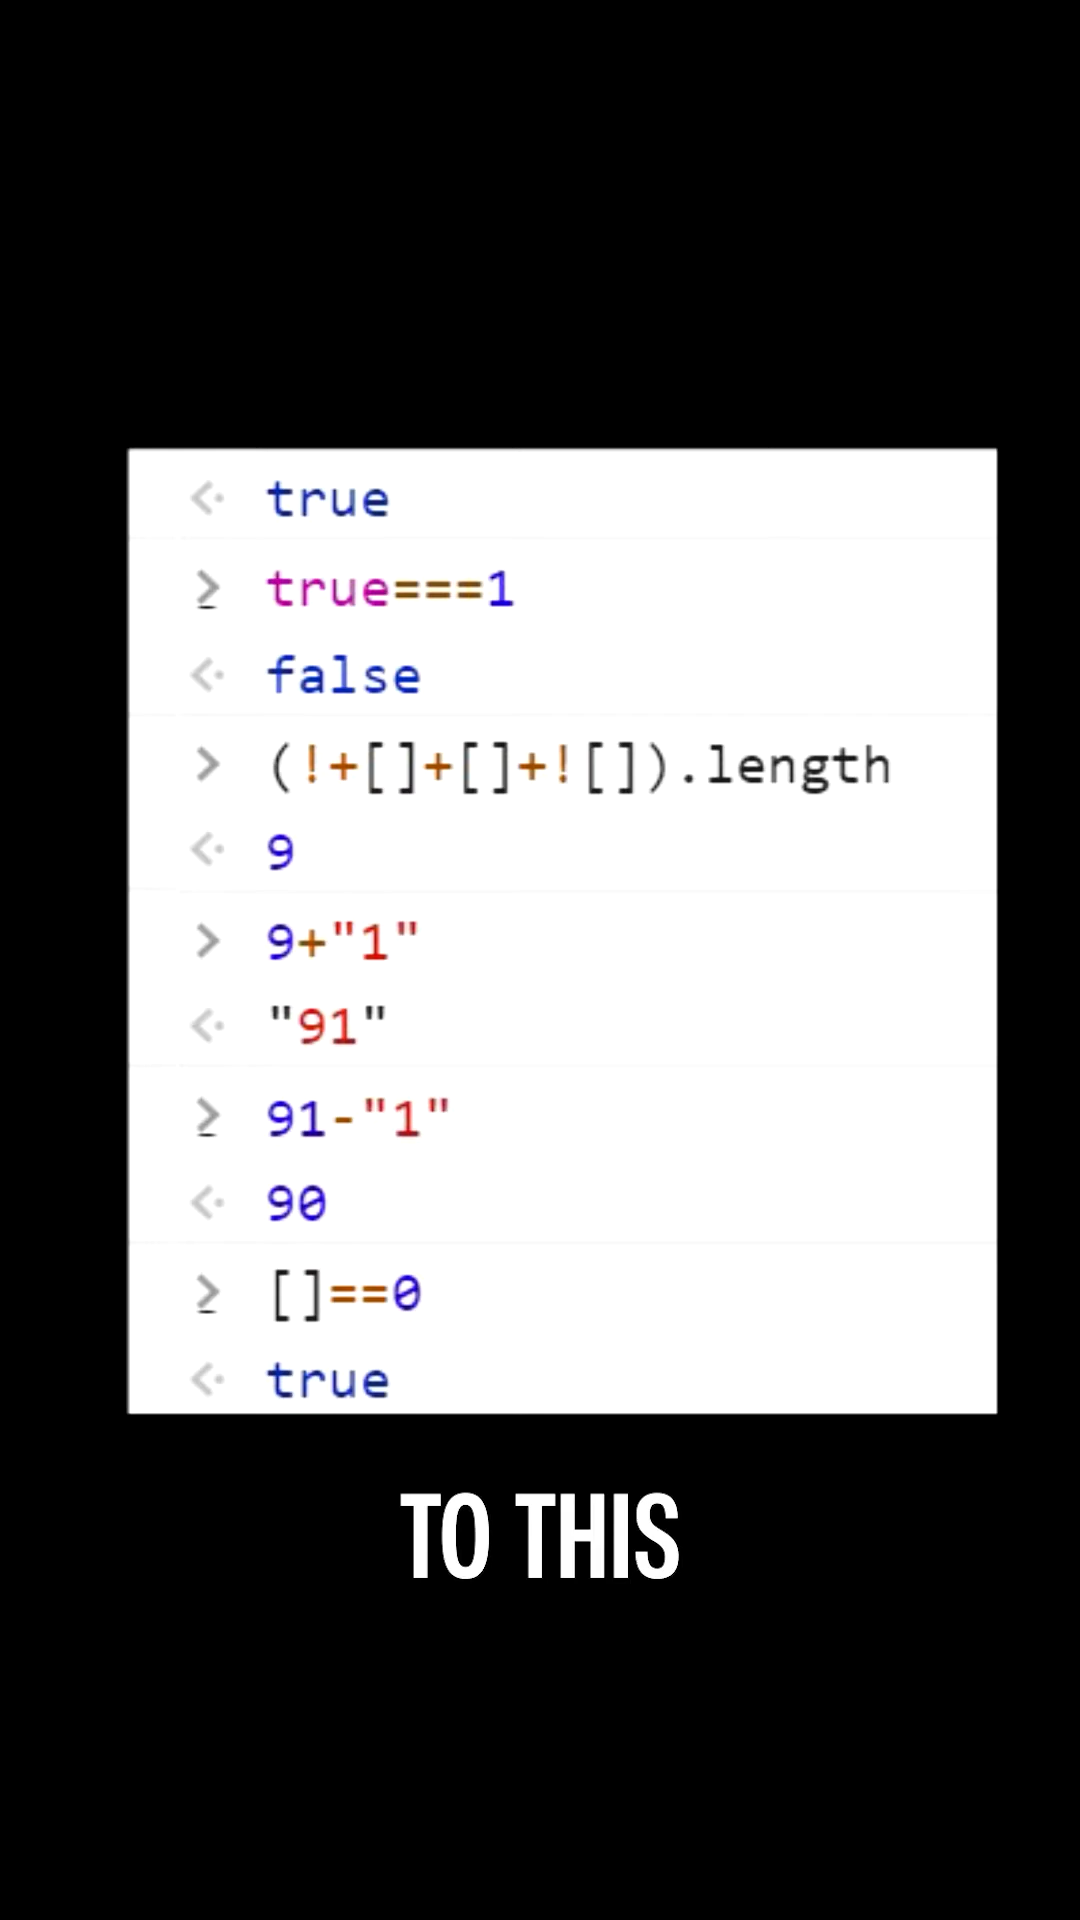 true
true===1
false
(!+[]+[]+![]).length
9
9+"1"
"91"
91-"1"
90
[]==0
true
TO THIS